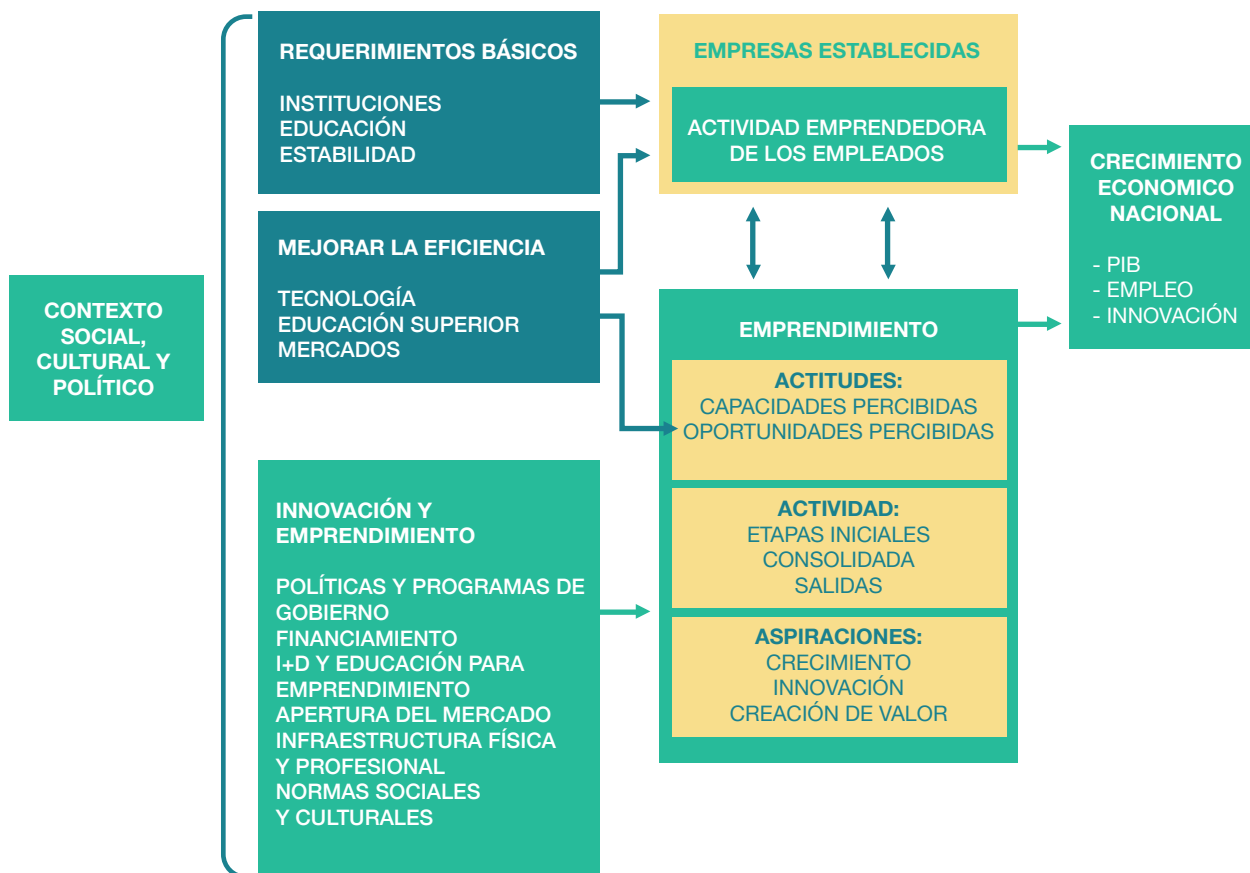 CONTEXTO
SOCIAL,
CULTURAL Y
POLÍTICO
REQUERIMIENTOS BÁSICOS
INSTITUCIONES
EDUCACIÓN
ESTABILIDAD
MEJORAR LA EFICIENCIA
TECNOLOGÍA
EDUCACIÓN SUPERIOR
MERCADOS
INNOVACIÓN Y
EMPRENDIMIENTO
POLÍTICAS Y PROGRAMAS DE
GOBIERNO
FINANCIAMIENTO
I+D Y EDUCACIÓN PARA
EMPRENDIMIENTO
APERTURA DEL MERCADO
INFRAESTRUCTURA FÍSICA
Y PROFESIONAL
NORMAS SOCIALES
Y CULTURALES
EMPRESAS ESTABLECIDAS
ACTIVIDAD EMPRENDEDORA
DE LOS EMPLEADOS
EMPRENDIMIENTO
ACTITUDES:
CAPACIDADES PERCIBIDAS
OPORTUNIDADES PERCIBIDAS
ACTIVIDAD:
ETAPAS INICIALES
CONSOLIDADA
SALIDAS
ASPIRACIONES:
CRECIMIENTO
INNOVACIÓN
CREACIÓN DE VALOR
CRECIMIENTO
ECONOMICO
NACIONAL
- PIB
- EMPLEO
- INNOVACIÓN